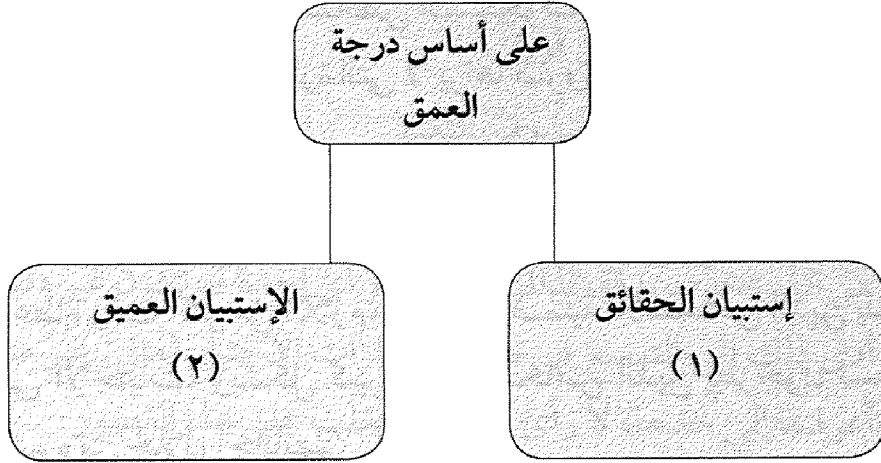 على أساس درجة
العمق
إستبيان الحقائق
(١)
الإستبيان العميق
(٢)